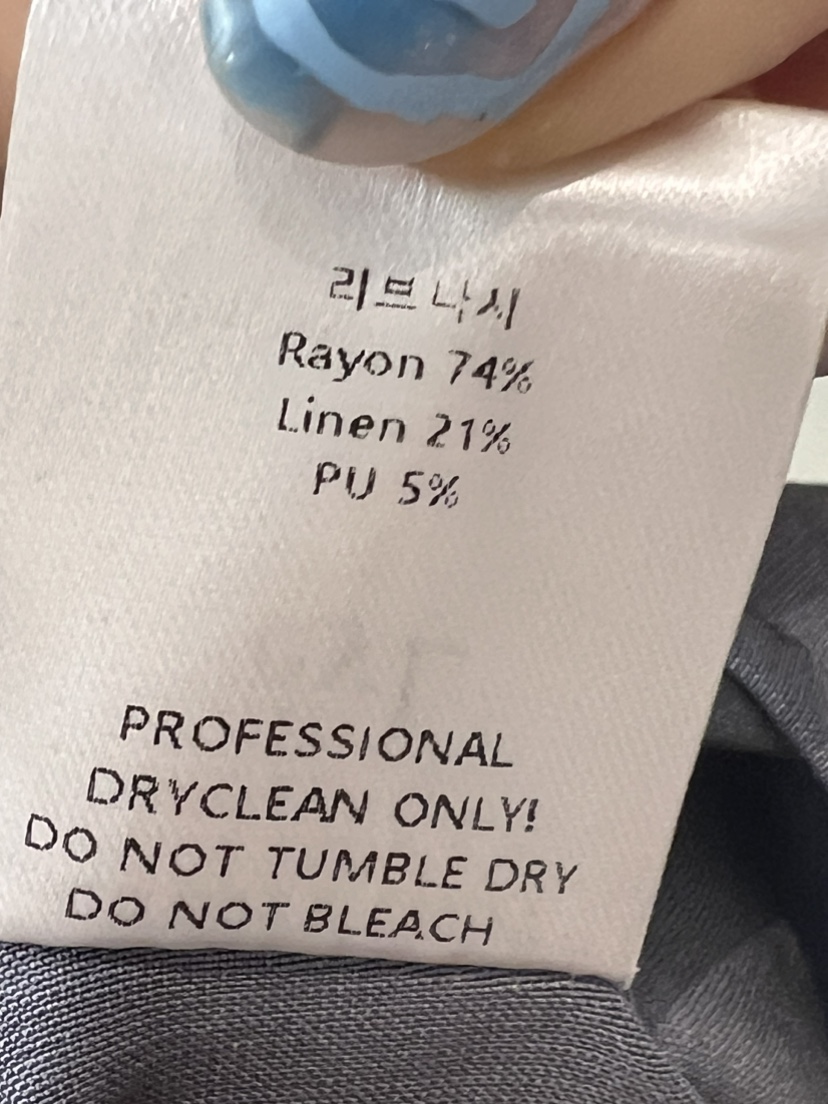 리브나시
Rayon 74%
Linen 21%
PU 5%
PROFESSIONAL
DRYCLEAN ONLY!
DO NOT TUMBLE DRY
DO NOT BLEACH